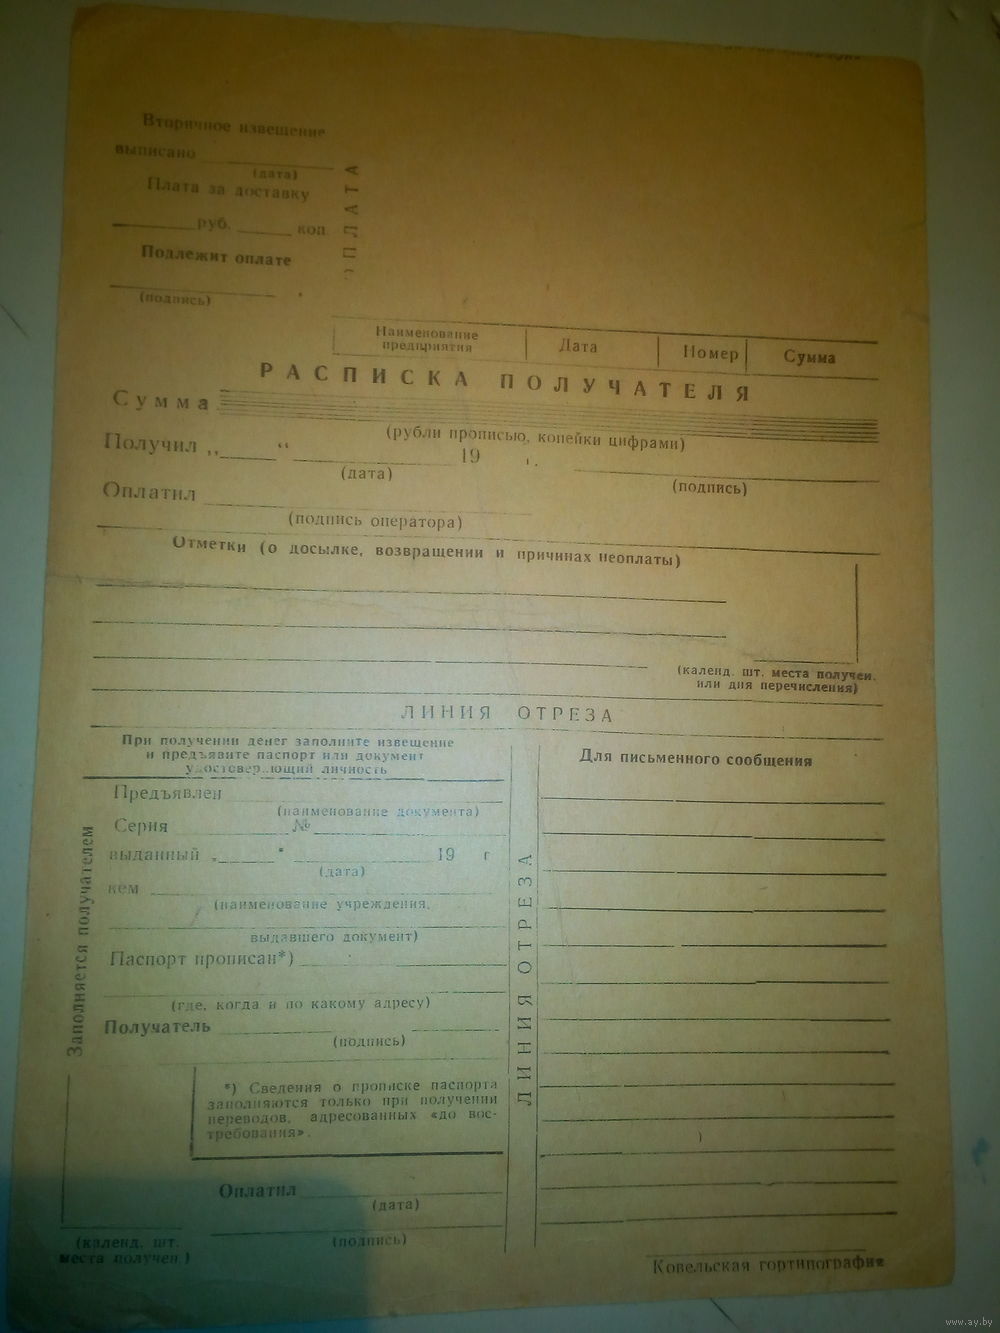 Вторичное извещение
выписано
(дата)
Плата за доставку
руб. коп
Подлежит оплате
(подпись)
ОПЛАТА
Наименование предприятия Дата Номер Сумма
РАСПИСКА ПОЛУЧАТЕЛЯ
Сумма
(рубли прописью, копейки цифрами)
Получил „ “ 19 г.
(дата) (подпись)
Оплатил
(подпись оператора)
Отметки (о досылке, возвращении и причинах неоплаты)
(календ. шт. места получен.
или дня перечисления)
ЛИНИЯ ОТРЕЗА
При получении денег заполните извещение
и предъявите паспорт или документ
удостоверяющий личность
Заполняется получателем
Предъявлен
(наименование документа)
Серия №
выданный „ “ 19 г
(дата)
кем
(наименование учреждения,
выдавшего документ)
Паспорт прописан*)
(где, когда и по какому адресу)
Получатель
(подпись)
*) Сведения о прописке паспорта
заполняются только при получении
переводов, адресованных «до вос-
требования».
Оплатил
(дата)
(подпись)
(календ. шт.
места получен.)
ЛИНИЯ ОТРЕЗА
Для письменного сообщения
Ковельская гортипография
www.ay.by